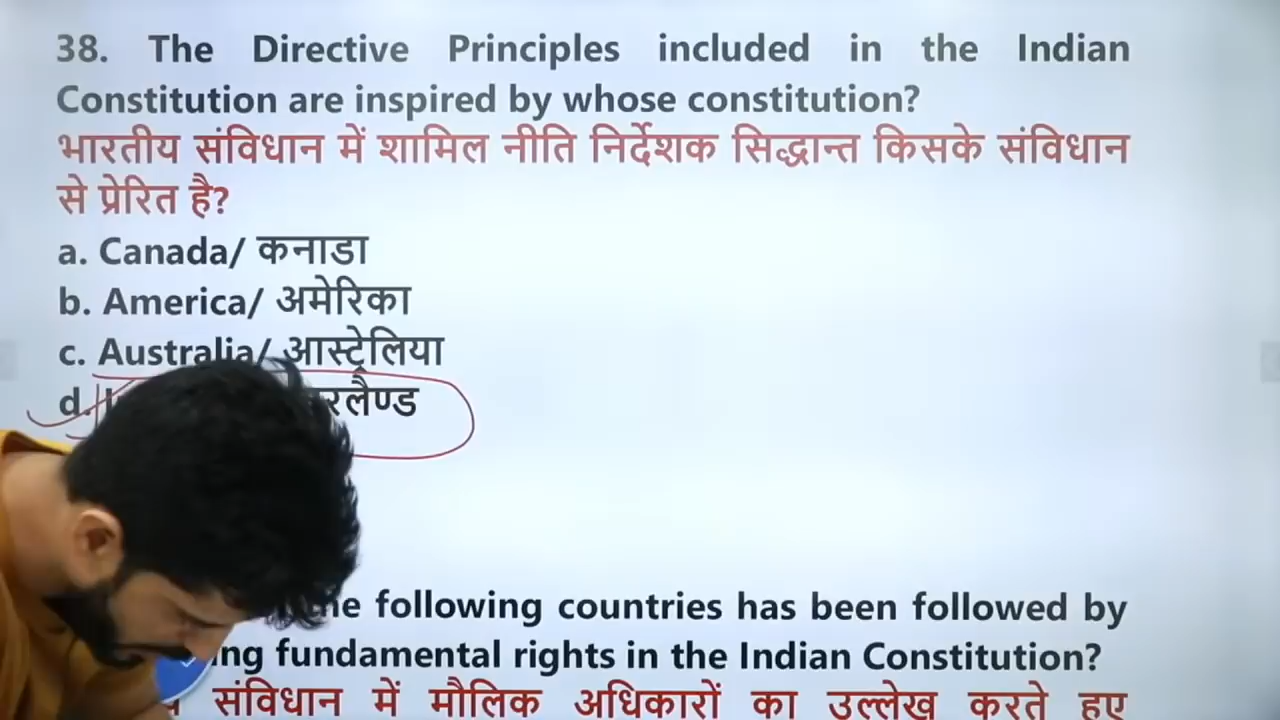 38. The Directive Principles included in the Indian
Constitution are inspired by whose constitution?
भारतीय संविधान में शामिल नीति निर्देशक सिद्धान्त किसके संविधान
से प्रेरित है?
a. Canada/ कनाडा
b. America/ अमेरिका
c. Australia/ आस्ट्रेलिया
d.
following countries has been followed by
fundamental rights in the Indian Constitution?
संविधान में मौलिक अधिकारों का उल्लेख करते हुए